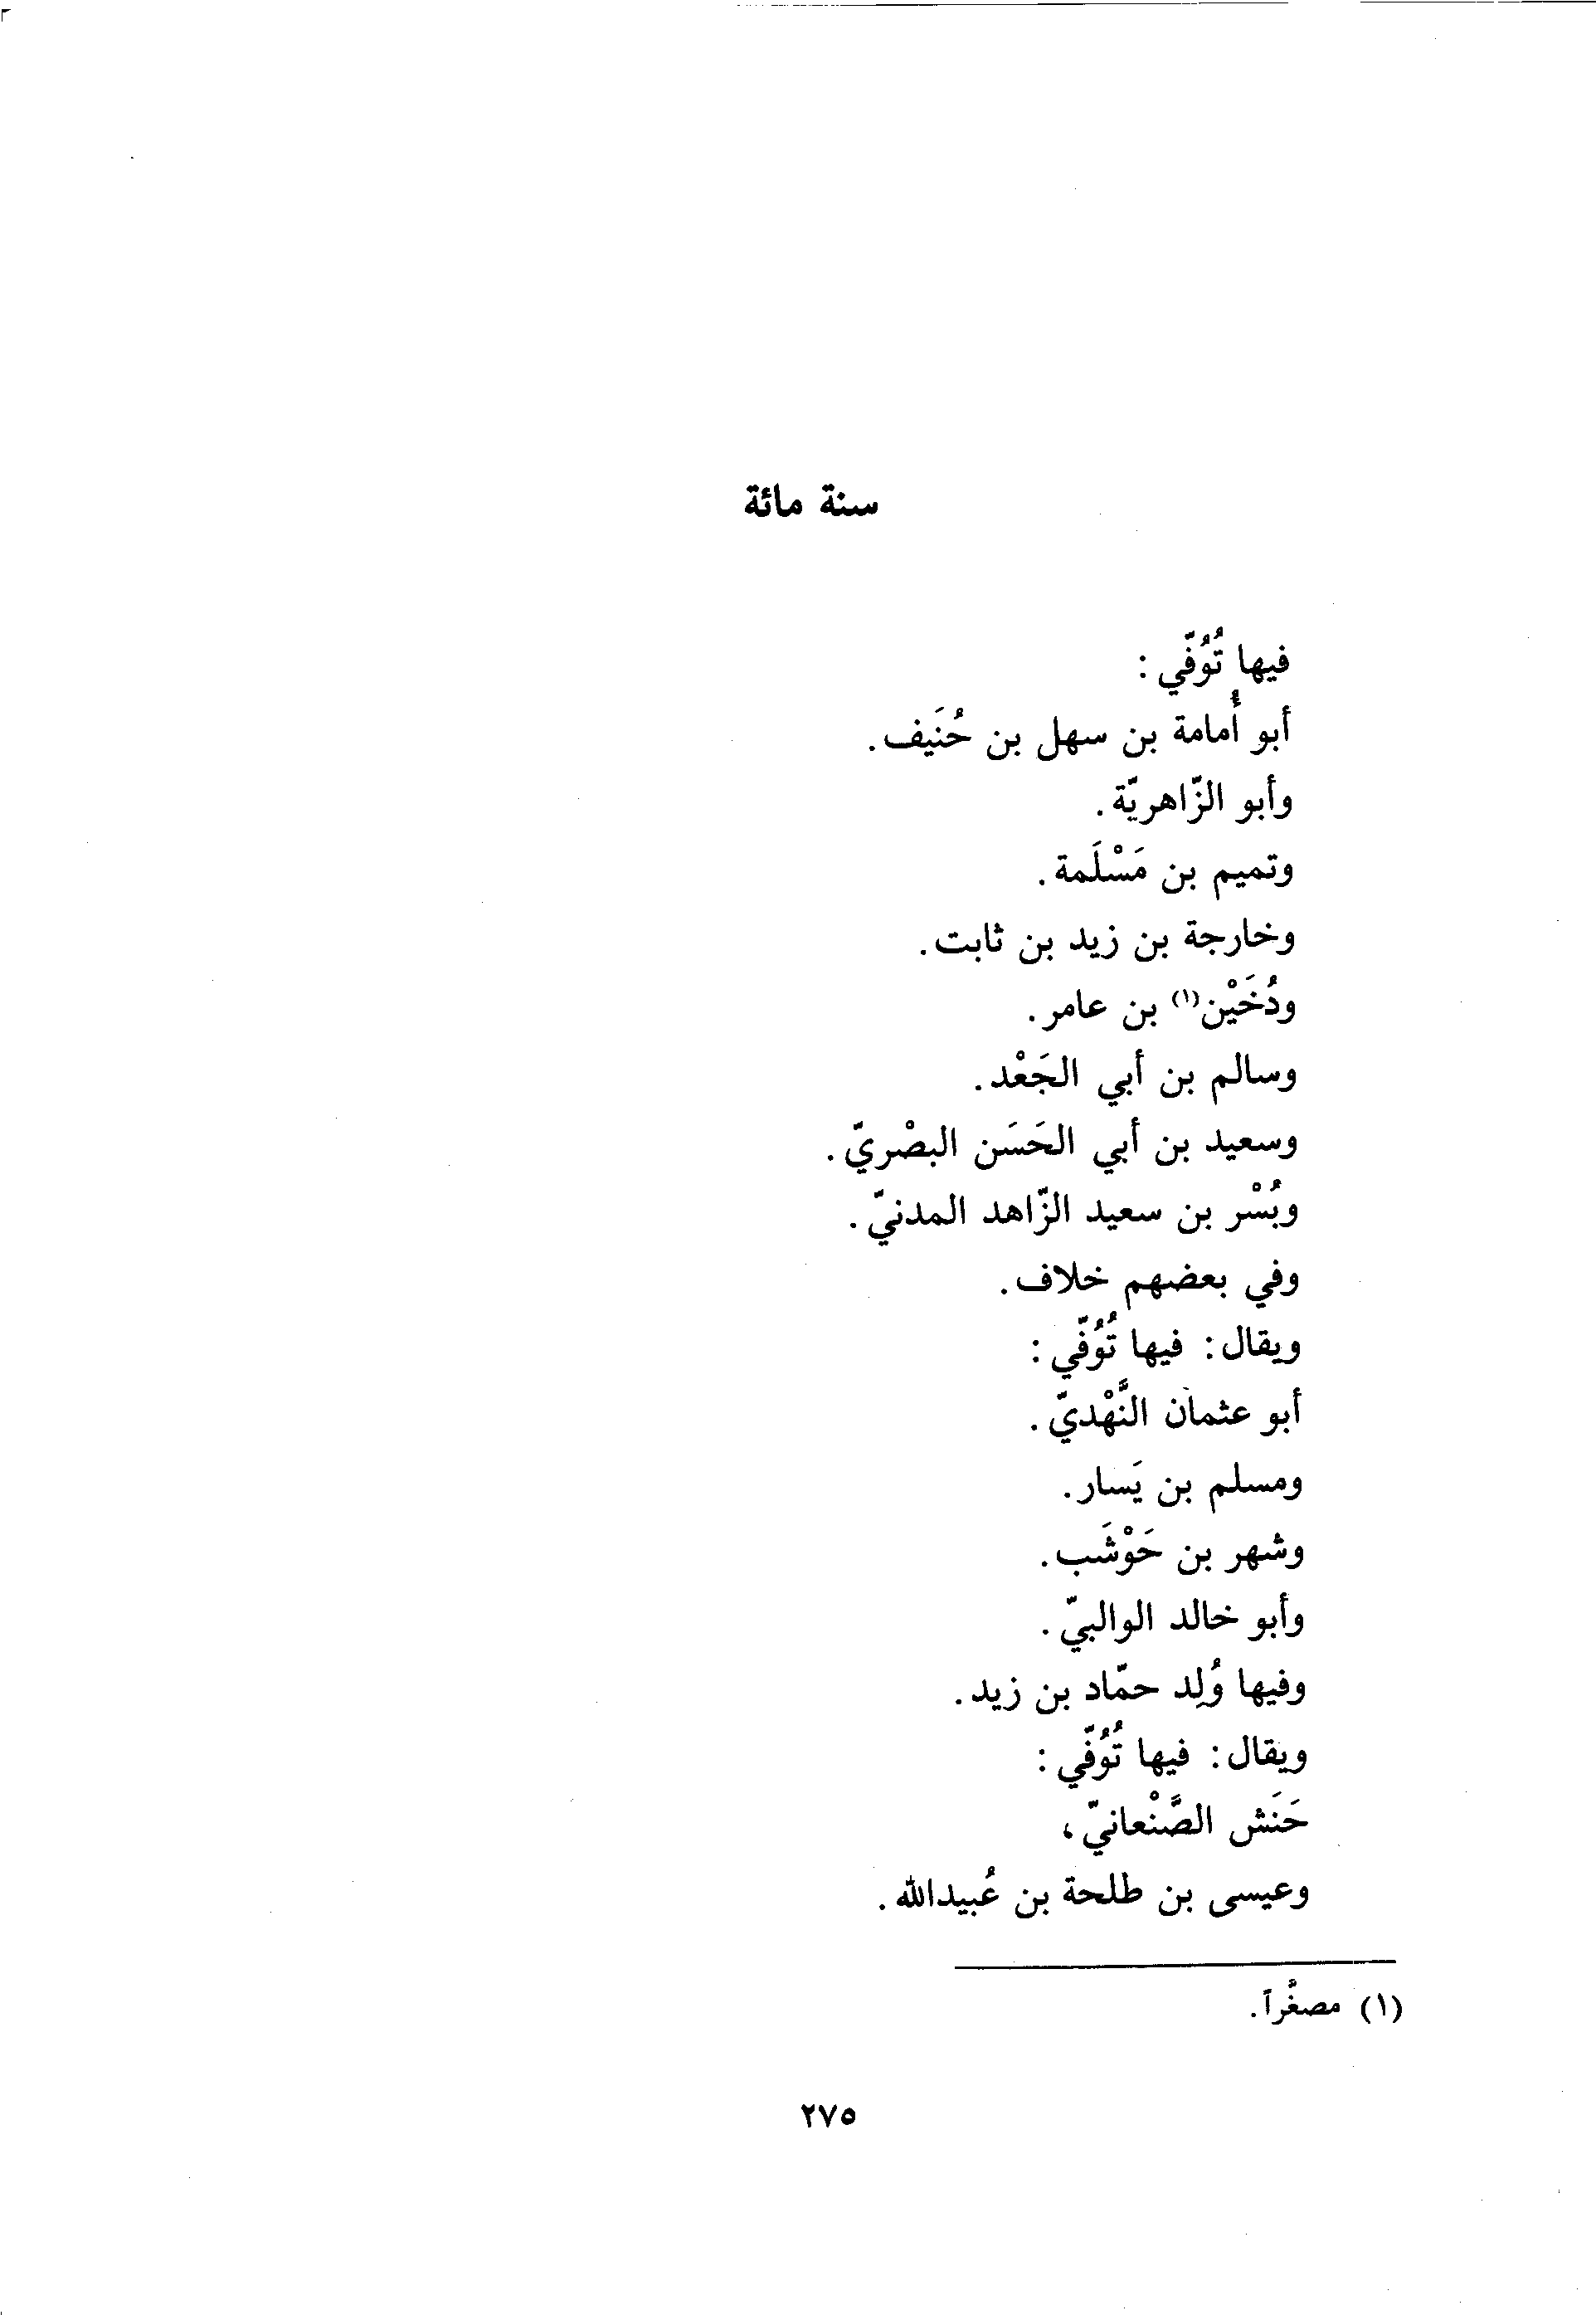 سنة مائة
فيها تُوُفّي :
أبو أُمامة بن سهل بن حُنَيف.
وأبو الزّاهريّة.
وتميم بن مَسْلَمة.
وخارجة بن زيد بن ثابت.
ودُخَيْن(١) بن عامر.
وسالم بن أبي الجَعْد.
وسعيد بن أبي الحَسَن البصْريّ.
وبُسْر بن سعيد الزّاهد المدنيّ.
وفي بعضهم خلاف.
ويقال: فيها تُوُفّي :
أبو عثمان النَّهْديّ.
ومسلم بن يَسار.
وشهر بن حَوْشَب.
وأبو خالد الوالبيّ.
وفيها وُلِد حمّاد بن زيد.
ويقال: فيها تُوُفّي :
حَنَش الصَّنْعانيّ،
وعيسى بن طلحة بن عُبيدالله.
(١) مصغَّراً.
٢٧٥